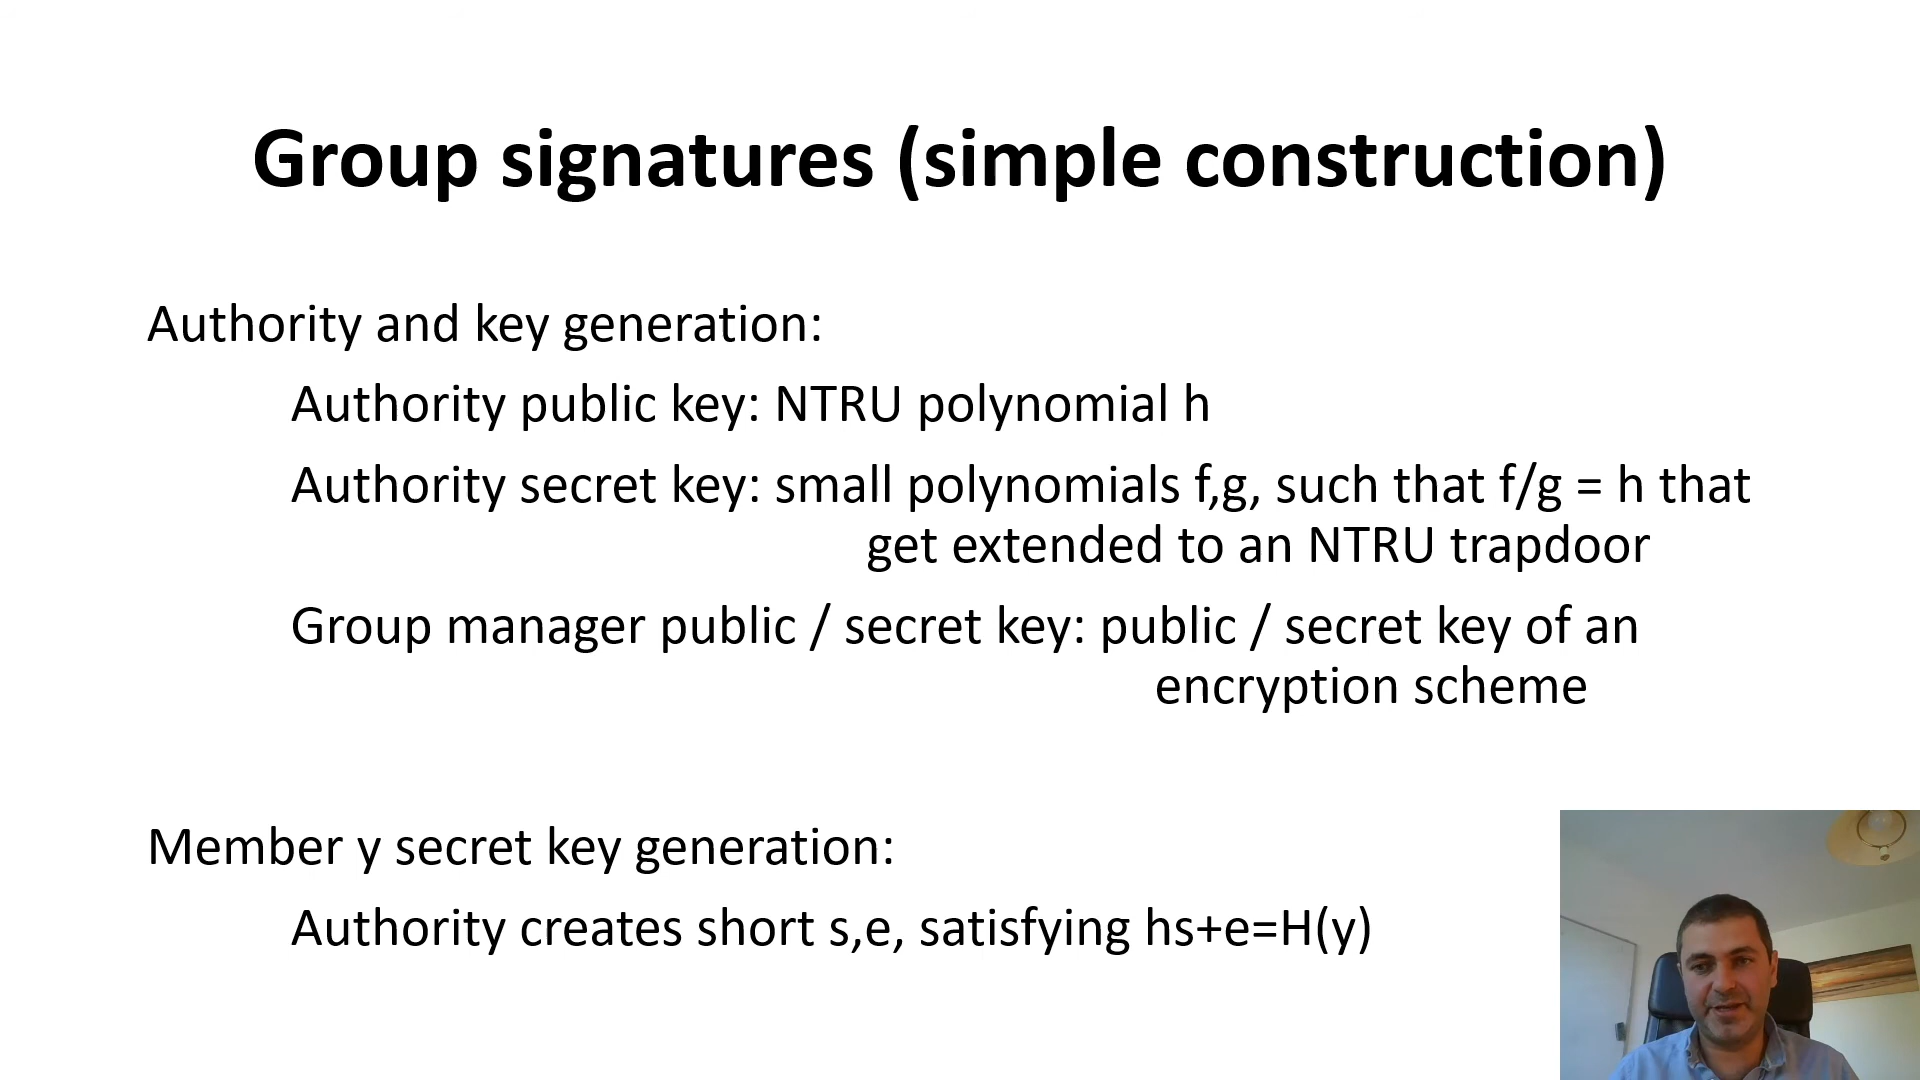 Group signatures (simple construction)
Authority and key generation:
Authority public key: NTRU polynomial h
Authority secret key: small polynomials f,g, such that f/g = h that
get extended to an NTRU trapdoor
Group manager public / secret key: public / secret key of an
encryption scheme
Member y secret key generation:
Authority creates short s,e, satisfying hs+e=H(y)